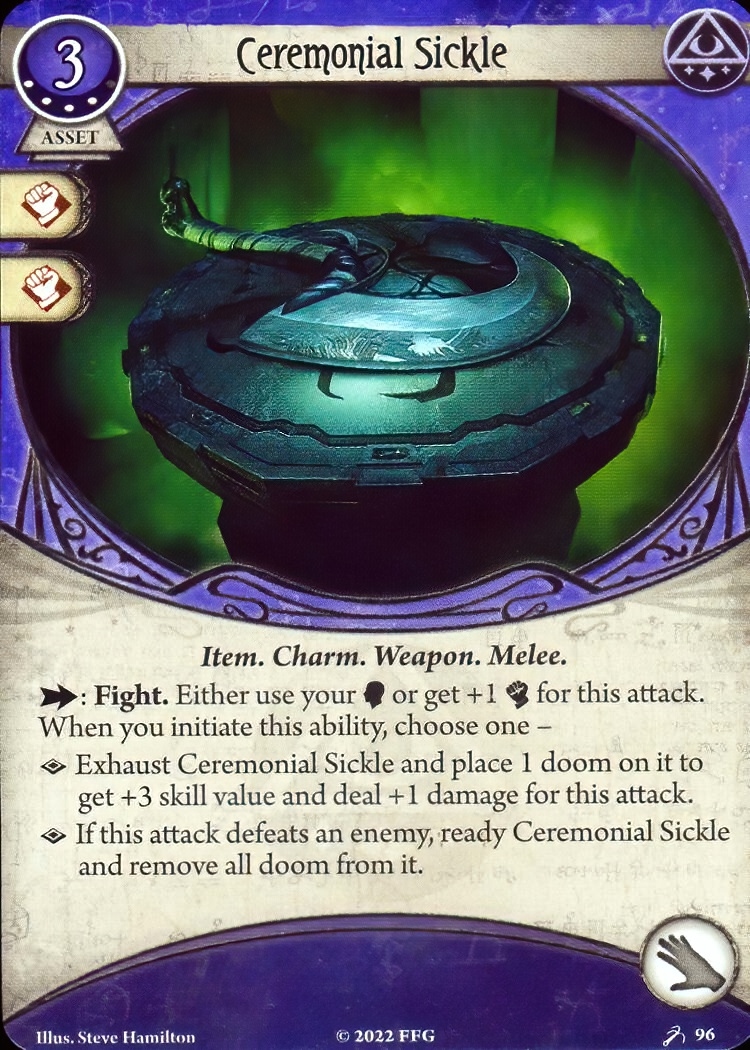 3
Ceremonial Sickle
ASSET
Item. Charm. Weapon. Melee.
: Fight. Either use your or get +1 for this attack.
When you initiate this ability, choose one –
Exhaust Ceremonial Sickle and place 1 doom on it to
get +3 skill value and deal +1 damage for this attack.
If this attack defeats an enemy, ready Ceremonial Sickle
and remove all doom from it.
Illus. Steve Hamilton
© 2022 FFG
96